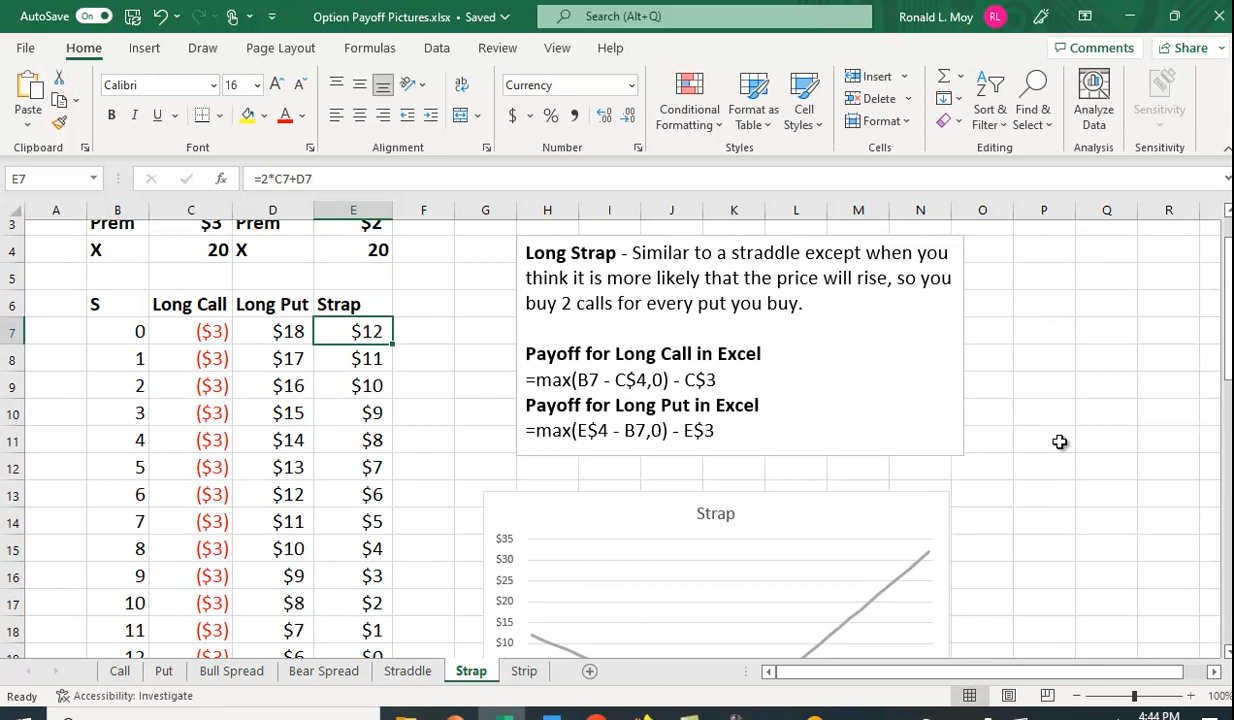 AutoSave On Option Payoff Pictures.xlsx • Saved Search (Alt+Q) Ronald L. Moy RL
File Home Insert Draw Page Layout Formulas Data Review View Help Comments Share
Paste Calibri 16 A A Currency Conditional Formatting Format as Table Cell Styles Insert Delete Format Sort & Filter Find & Select Analyze Data Sensitivity
B I U A $ % 9
Clipboard Font Alignment Number Styles Cells Editing Analysis Sensitivity
E7 fx =2*C7+D7
A B C D E F G H I J K L M N O P Q R
3 Prem $3 Prem $2
4 X 20 X 20
5
6 S Long Call Long Put Strap
7 0 ($3) $18 $12
8 1 ($3) $17 $11
9 2 ($3) $16 $10
10 3 ($3) $15 $9
11 4 ($3) $14 $8
12 5 ($3) $13 $7
13 6 ($3) $12 $6
14 7 ($3) $11 $5
15 8 ($3) $10 $4
16 9 ($3) $9 $3
17 10 ($3) $8 $2
18 11 ($3) $7 $1
12 ($3) $6 $0
Long Strap - Similar to a straddle except when you
think it is more likely that the price will rise, so you
buy 2 calls for every put you buy.
Payoff for Long Call in Excel
=max(B7 - C$4,0) - C$3
Payoff for Long Put in Excel
=max(E$4 - B7,0) - E$3
Strap
$35
$30
$25
$20
$15
$10
Call Put Bull Spread Bear Spread Straddle Strap Strip
Ready Accessibility: Investigate 100%
4:44 PM